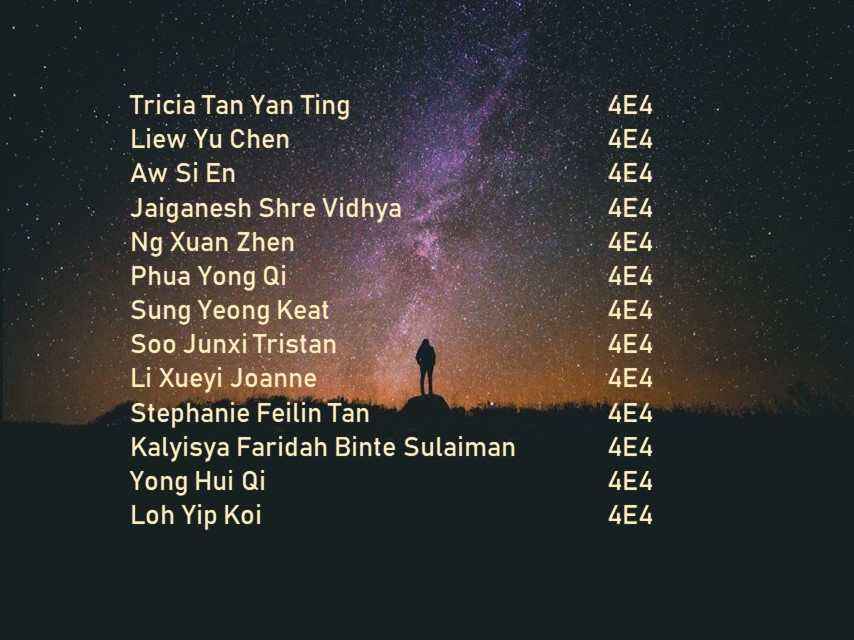 Tricia Tan Yan Ting 4E4
Liew Yu Chen 4E4
Aw Si En 4E4
Jaiganesh Shre Vidhya 4E4
Ng Xuan Zhen 4E4
Phua Yong Qi 4E4
Sung Yeong Keat 4E4
Soo Junxi Tristan 4E4
Li Xueyi Joanne 4E4
Stephanie Feilin Tan 4E4
Kalyisya Faridah Binte Sulaiman 4E4
Yong Hui Qi 4E4
Loh Yip Koi 4E4